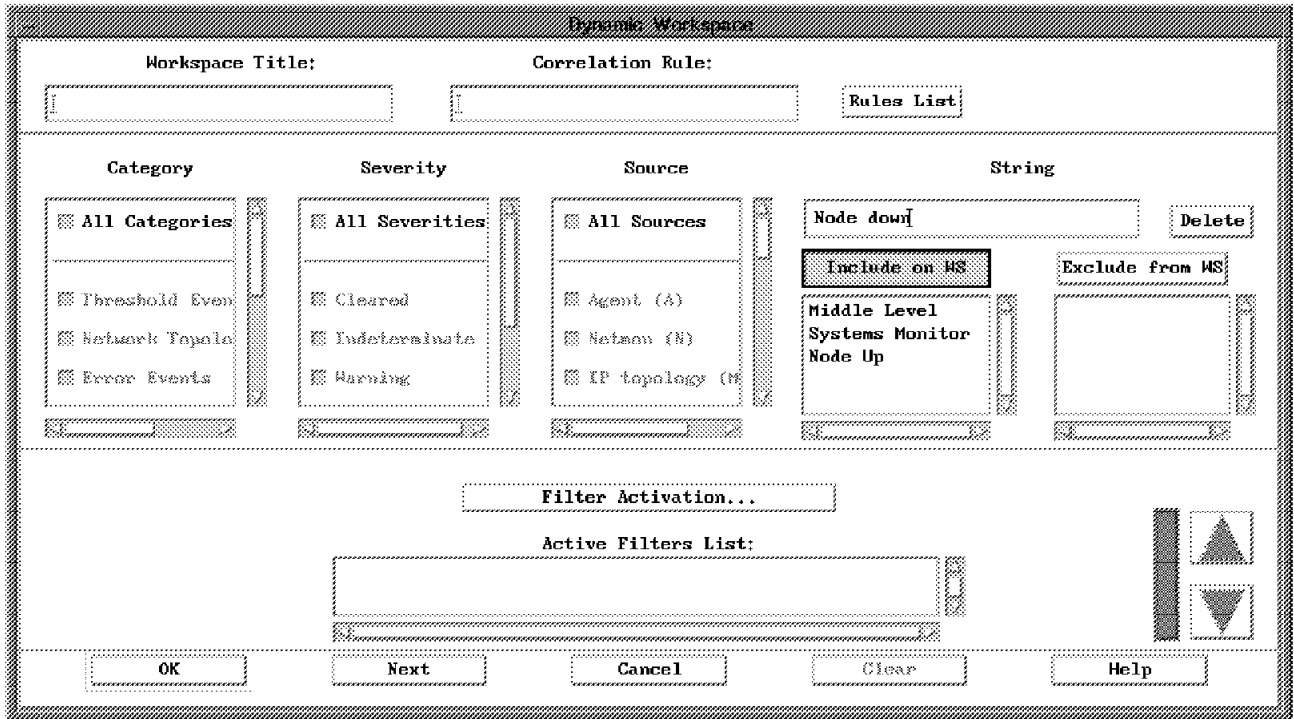 Dynamic Workspace
Workspace Title:
Correlation Rule:
Rules List
Category
Severity
Source
String
All Categories
Threshold Even
Network Topolo
Error Events
All Severities
Cleared
Indeterminate
Warning
All Sources
Agent (A)
Netmon (N)
IP topology (M
Node down
Delete
Include on WS
Exclude from WS
Middle Level
Systems Monitor
Node Up
Filter Activation...
Active Filters List:
OK
Next
Cancel
Clear
Help